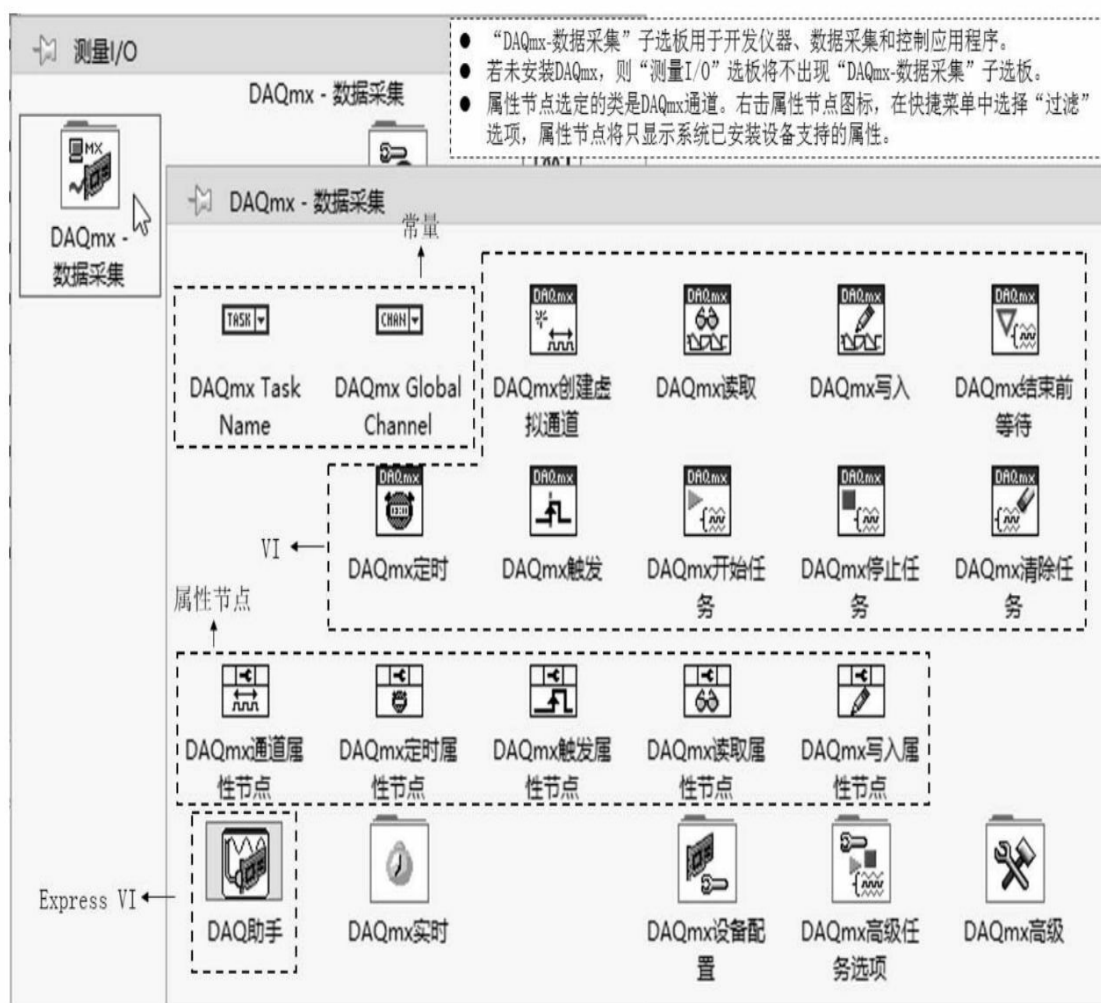 测量I/O
● “DAQmx-数据采集”子选板用于开发仪器、数据采集和控制应用程序。
● 若未安装DAQmx，则“测量I/O”选板将不出现“DAQmx-数据采集”子选板。
● 属性节点选定的类是DAQmx通道。右击属性节点图标，在快捷菜单中选择“过滤”
选项，属性节点将只显示系统已安装设备支持的属性。
DAQmx - 数据采集
MX
DAQmx -
数据采集
DAQmx - 数据采集
常量
TASK
CHAN
DAQmx
DAQmx
DAQmx
DAQmx
DAQmx Task
Name
DAQmx Global
Channel
DAQmx创建虚
拟通道
DAQmx读取
DAQmx写入
DAQmx结束前
等待
DAQmx
DAQmx
DAQmx
DAQmx
DAQmx
VI
DAQmx定时
DAQmx触发
DAQmx开始任
务
DAQmx停止任
务
DAQmx清除任
务
属性节点
DAQmx通道属
性节点
DAQmx定时属
性节点
DAQmx触发属
性节点
DAQmx读取属
性节点
DAQmx写入属
性节点
Express VI
DAQ助手
DAQmx实时
DAQmx设备配
置
DAQmx高级任
务选项
DAQmx高级